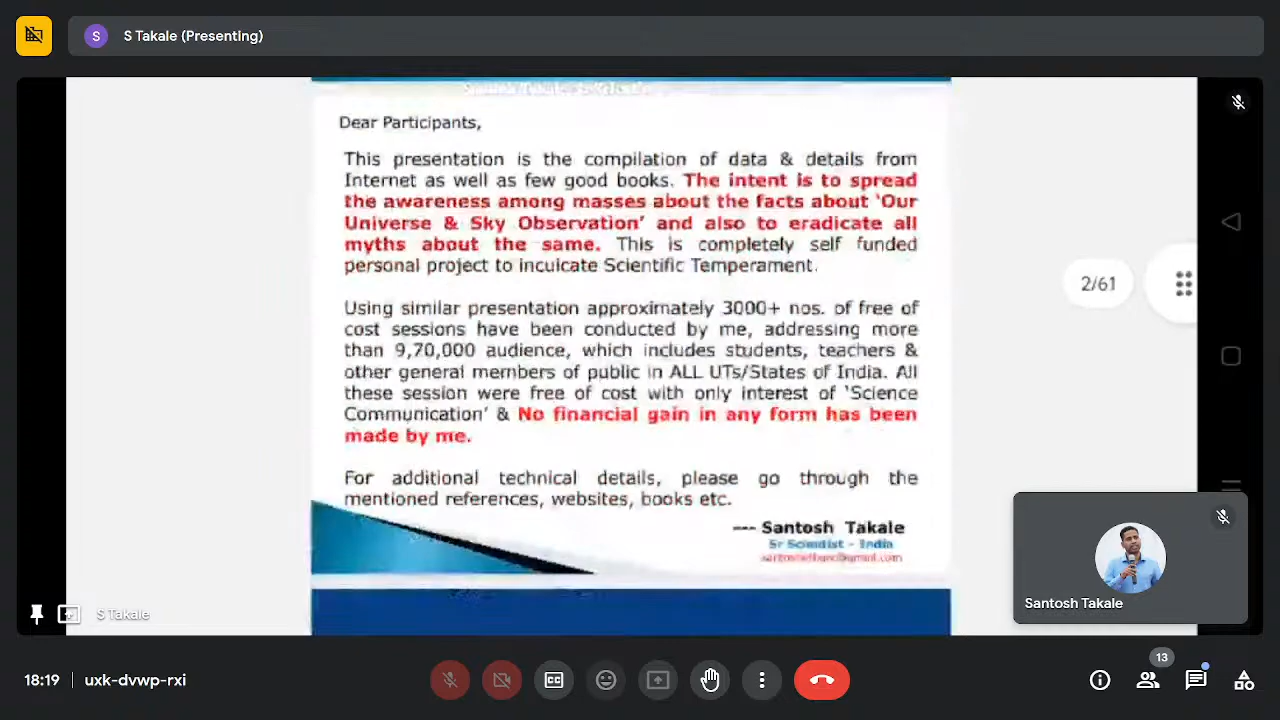 S
S Takale (Presenting)
Dear Participants,
This presentation is the compilation of data & details from
Internet as well as few good books. The intent is to spread
the awareness among masses about the facts about 'Our
Universe & Sky Observation' and also to eradicate all
myths about the same. This is completely self funded
personal project to inculcate Scientific Temperament.
Using similar presentation approximately 3000+ nos. of free of
cost sessions have been conducted by me, addressing more
than 9,70,000 audience, which includes students, teachers &
other general members of public in ALL UTs/States of India. All
these session were free of cost with only interest of 'Science
Communication' & No financial gain in any form has been
made by me.
For additional technical details, please go through the
mentioned references, websites, books etc.
--- Santosh Takale
Sr Scientist - India
2/61
Santosh Takale
S Takale
18:19
uxk-dvwp-rxi
CC
13